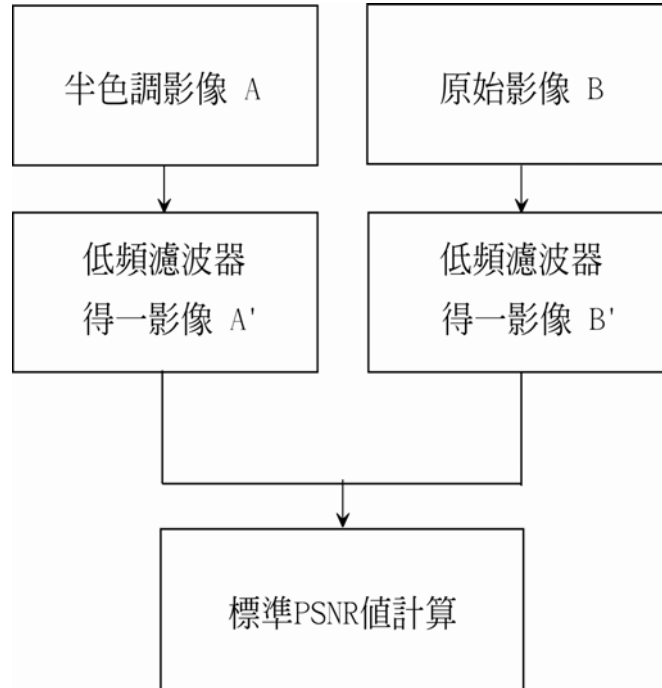 半色調影像 A
原始影像 B
低頻濾波器
得一影像 A'
低頻濾波器
得一影像 B'
標準PSNR值計算